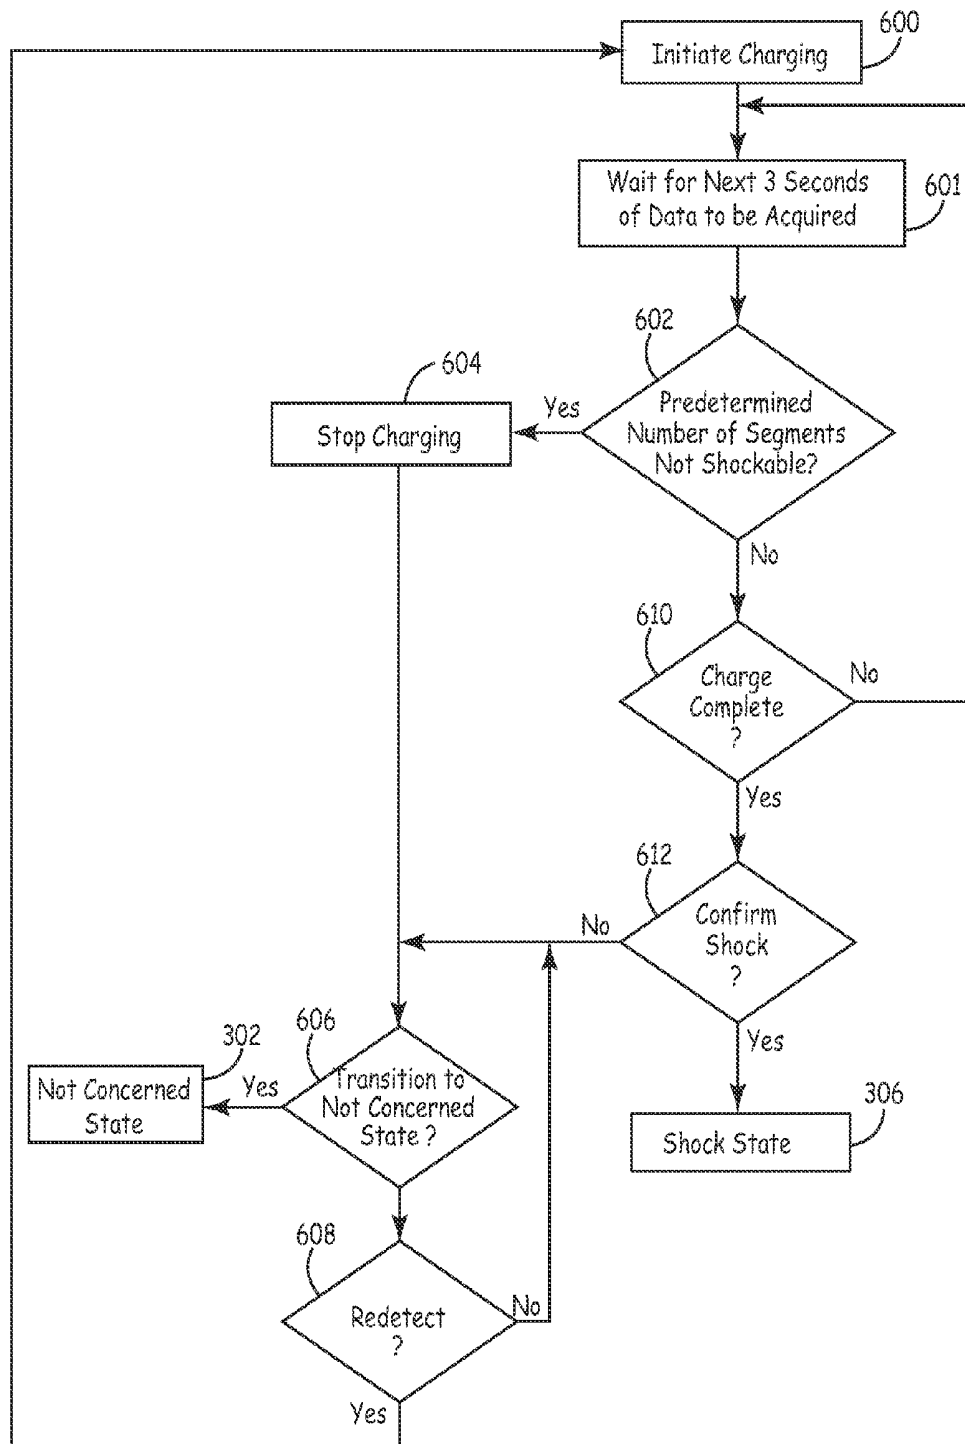 600
Initiate Charging
Wait for Next 3 Seconds
of Data to be Acquired
601
602
Predetermined
Number of Segments
Not Shockable?
Yes
604
Stop Charging
No
610
Charge
Complete
?
No
Yes
612
Confirm
Shock
?
No
Yes
306
Shock State
606
Transition to
Not Concerned
State ?
Yes
302
Not Concerned
State
608
Redetect
?
No
Yes